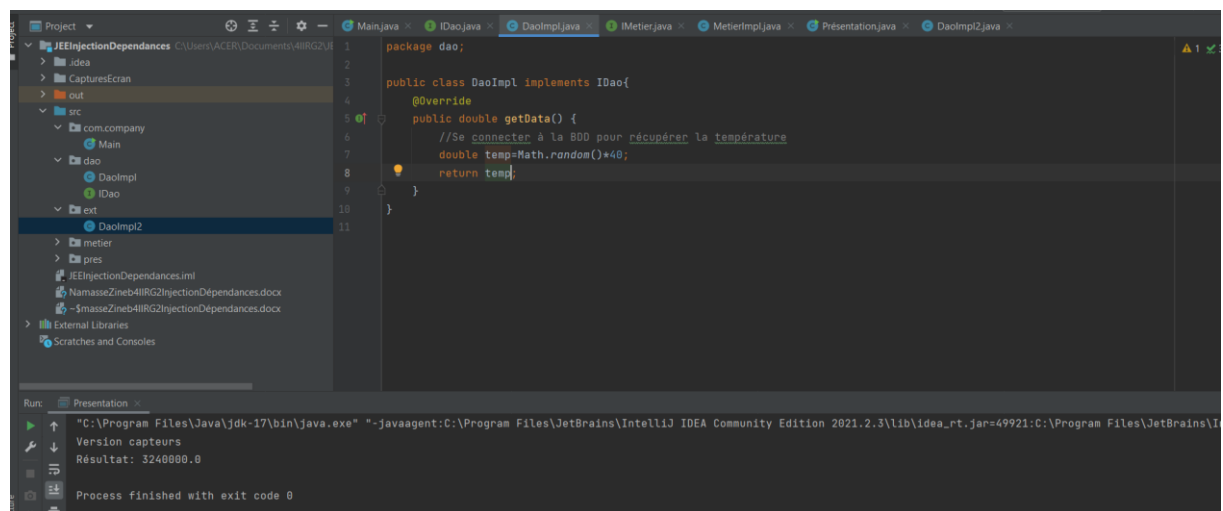 Project
Main.java
IDao.java
DaoImpl.java
IMetier.java
MetierImpl.java
Présentation.java
DaoImpl2.java
Project
JEEInjectionDependances C:\Users\ACER\Documents\4IIRG2\JE
.idea
CapturesEcran
out
src
com.company
Main
dao
DaoImpl
IDao
ext
DaoImpl2
metier
pres
JEEInjectionDependances.iml
NamasseZineb4IIRG2InjectionDépendances.docx
~$masseZineb4IIRG2InjectionDépendances.docx
External Libraries
Scratches and Consoles
1 package dao;
2
3 public class DaoImpl implements IDao{
4 @Override
5 public double getData() {
6 //Se connecter à la BDD pour récupérer la température
7 double temp=Math.random()*40;
8 return temp;
9 }
10 }
11
1
Run: Presentation
"C:\Program Files\Java\jdk-17\bin\java.exe" "-javaagent:C:\Program Files\JetBrains\IntelliJ IDEA Community Edition 2021.2.3\lib\idea_rt.jar=49921:C:\Program Files\JetBrains\In
Version capteurs
Résultat: 3240000.0
Process finished with exit code 0